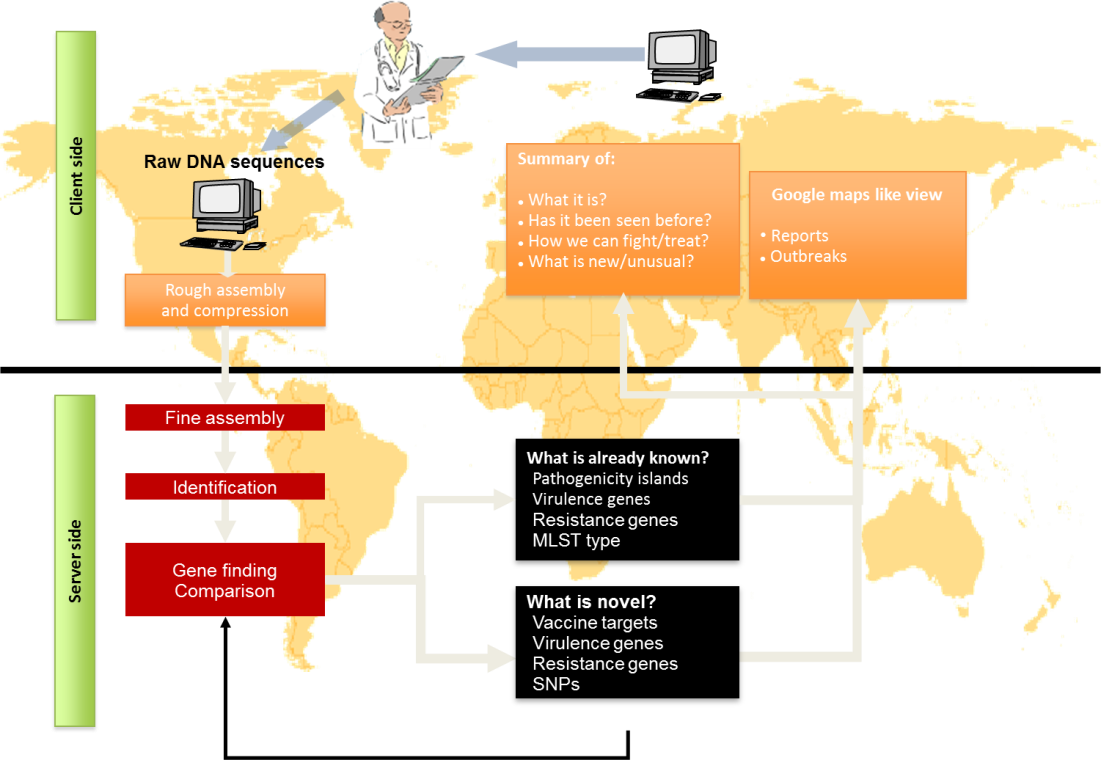 Client side
Raw DNA sequences
Rough assembly
and compression
Summary of:
• What it is?
• Has it been seen before?
• How we can fight/treat?
• What is new/unusual?
Google maps like view
• Reports
• Outbreaks
Server side
Fine assembly
Identification
Gene finding
Comparison
What is already known?
Pathogenicity islands
Virulence genes
Resistance genes
MLST type
What is novel?
Vaccine targets
Virulence genes
Resistance genes
SNPs